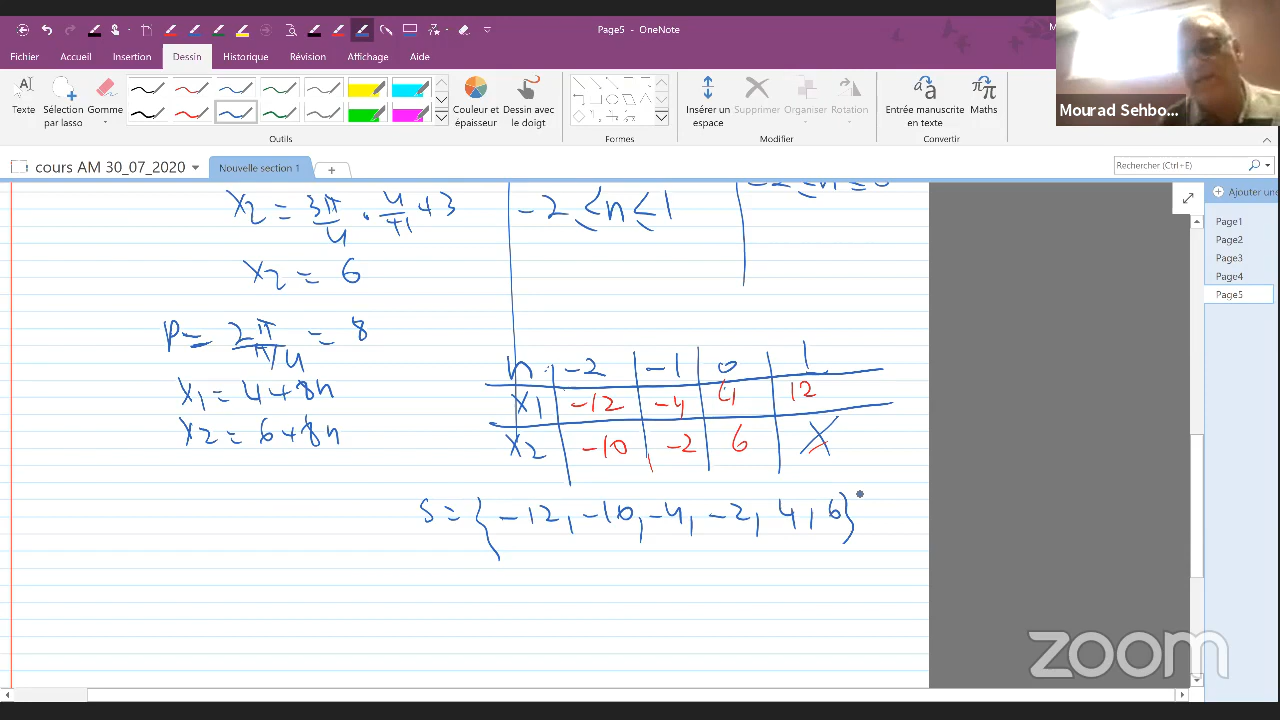 Page5 - OneNote
Fichier Accueil Insertion Dessin Historique Révision Affichage Aide
Mourad Sehbo...
Texte Sélection par lasso Gomme
Couleur et épaisseur Dessin avec le doigt
Insérer un espace Supprimer Organiser Rotation
Entrée manuscrite en texte Maths
Outils Formes Modifier Convertir
cours AM 30_07_2020 Nouvelle section 1 +
Rechercher (Ctrl+E)
Ajouter une
Page1
Page2
Page3
Page4
Page5
x2 = 3π/4 · 4/π + 3
x2 = 6
P = 2π / π/4 = 8
x1 = 4 + 8n
x2 = 6 + 8n
-2 ≤ n ≤ 1
n -2 -1 0 1
x1 -12 -4 4 12
x2 -10 -2 6 X
S = { -12, -10, -4, -2, 4, 6}
zoom